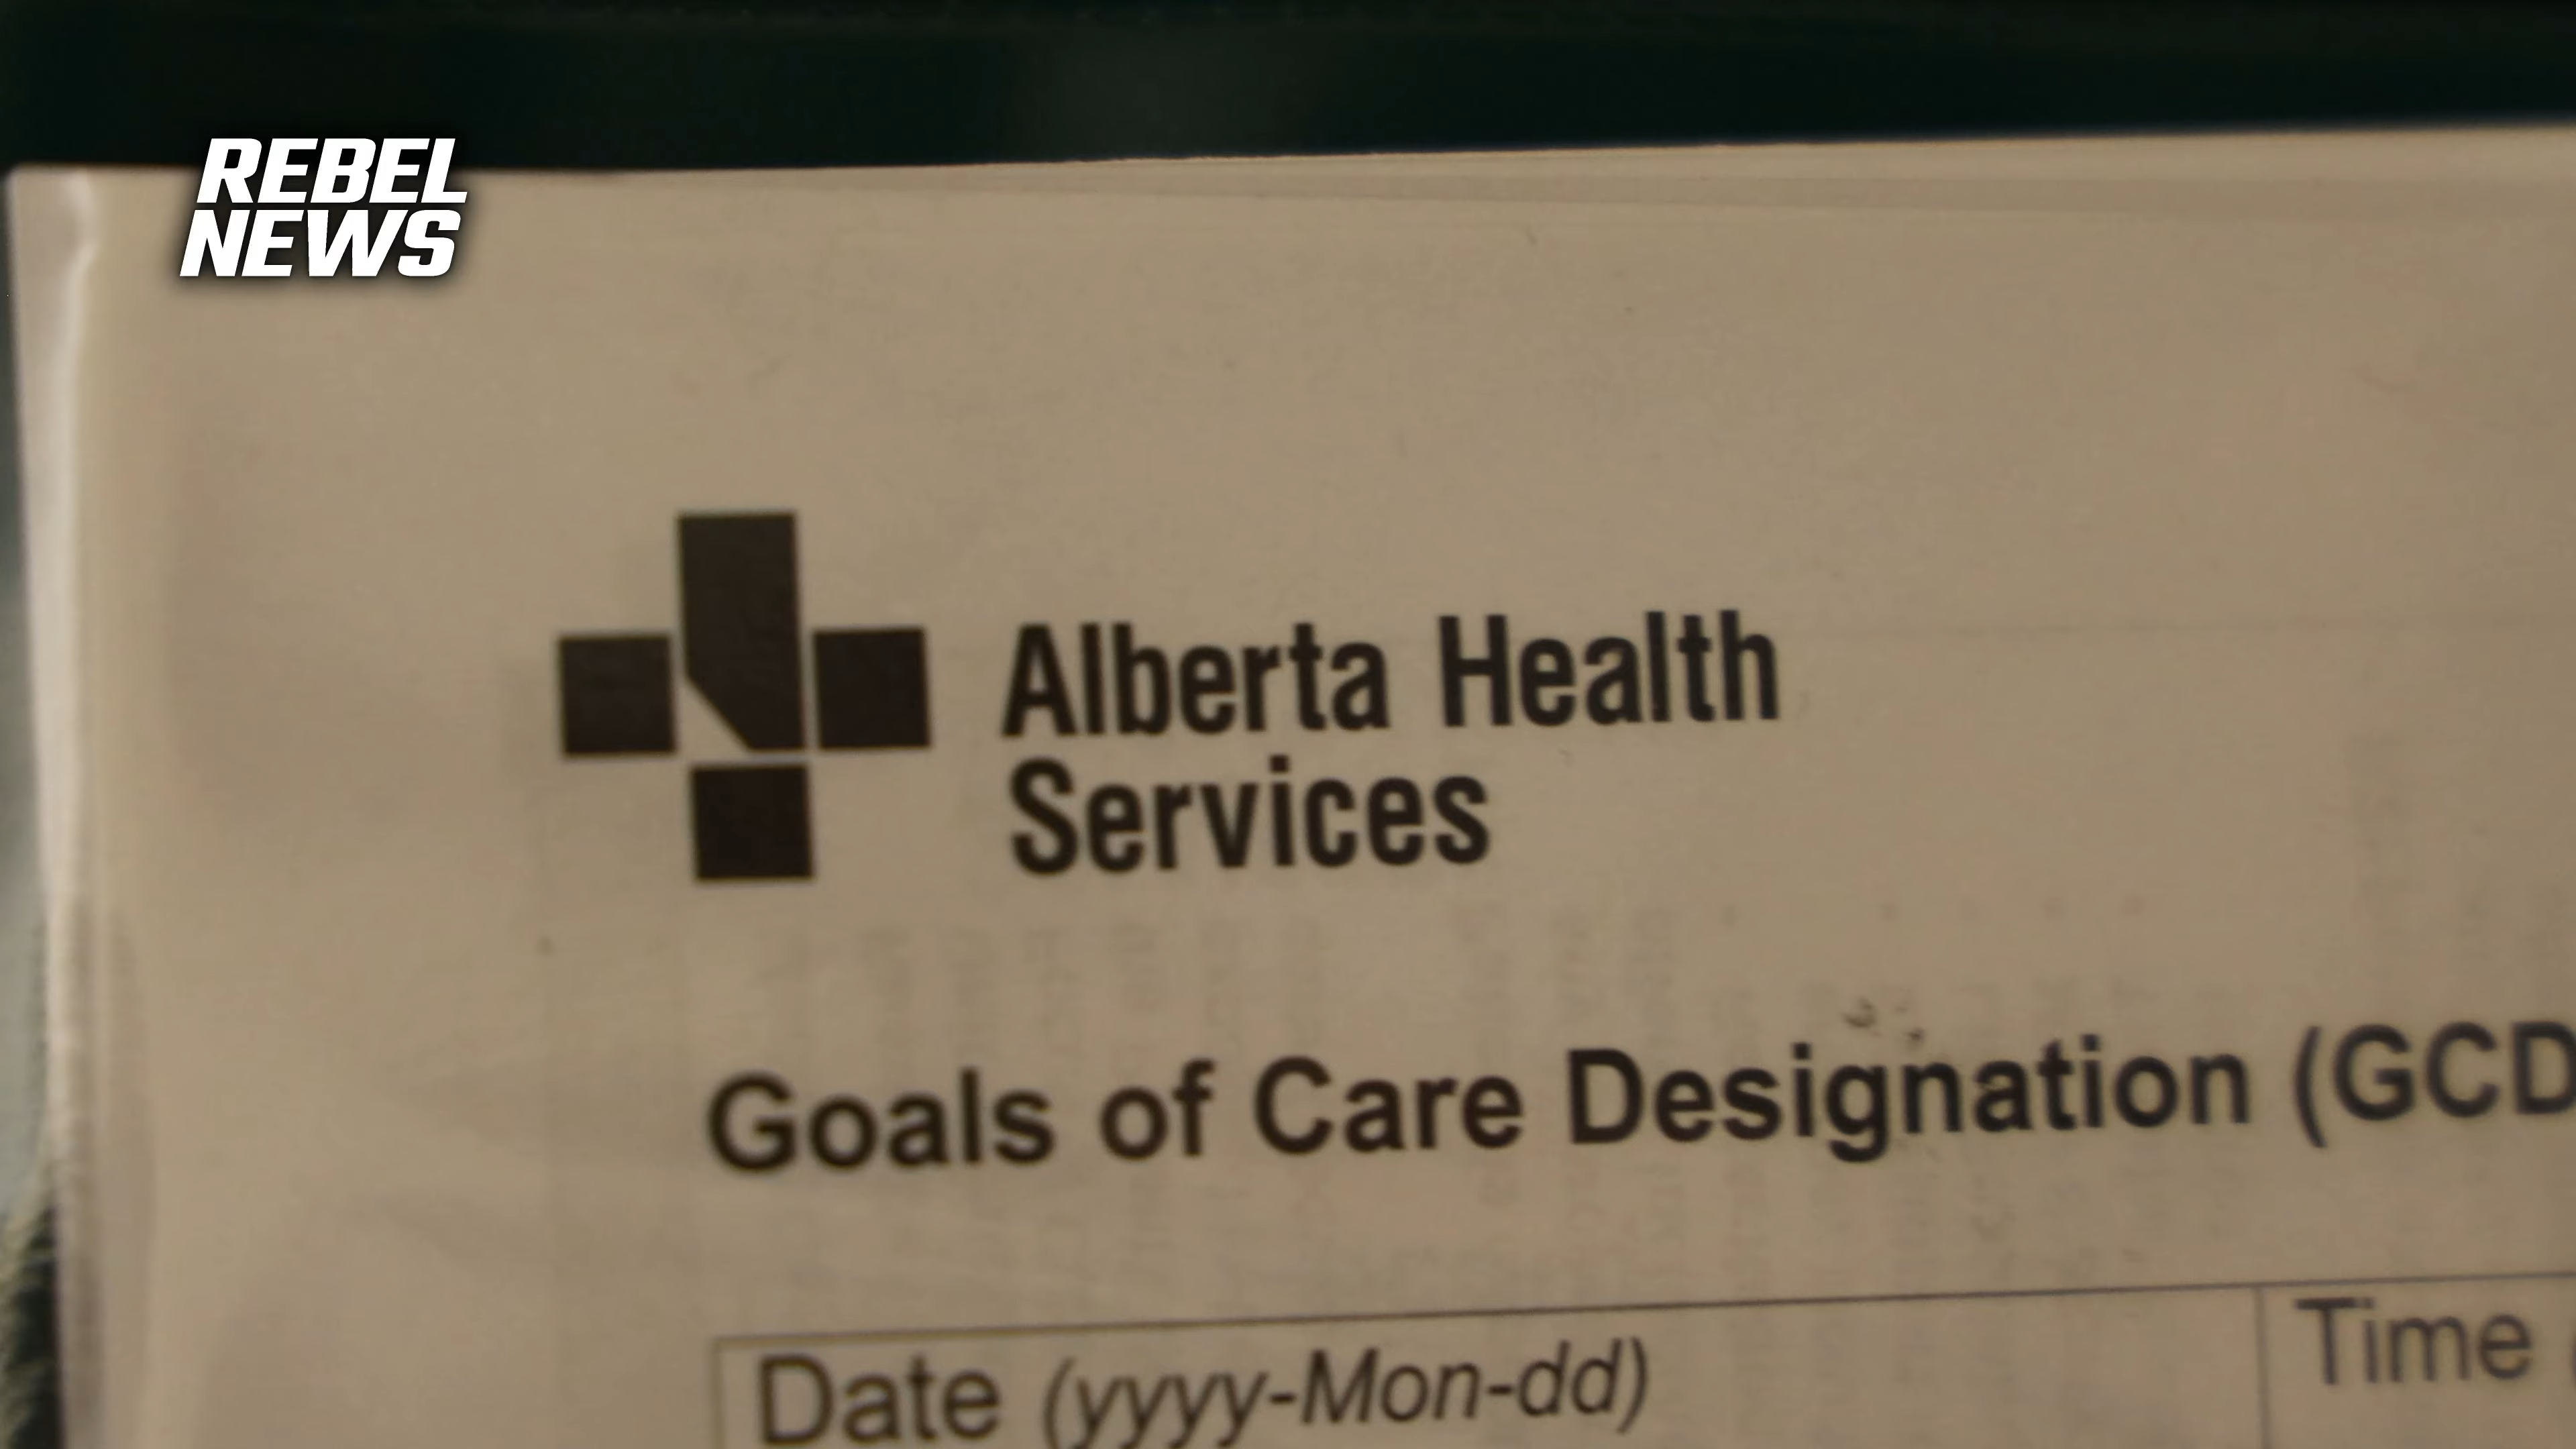 REBEL
NEWS
Alberta Health
Services
Goals of Care Designation (GCD
Date (yyyy-Mon-dd)
Time